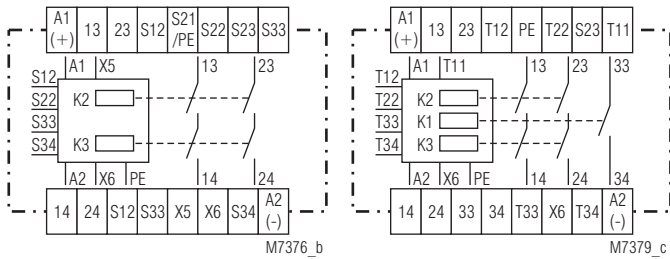 A1 (+) 13 23 S12 S21 /PE S22 S23 S33
A1 X5 13 23
S12
S22 K2
S33
S34 K3
A2 X6 PE 14 24
14 24 S12 S33 X5 X6 S34 A2 (-)
M7376_b
A1 (+) 13 23 T12 PE T22 S23 T11
A1 T11 13 23 33
T12
T22 K2
T33 K1
T34 K3
A2 X6 PE 14 24 34
14 24 33 34 T33 X6 T34 A2 (-)
M7379_c